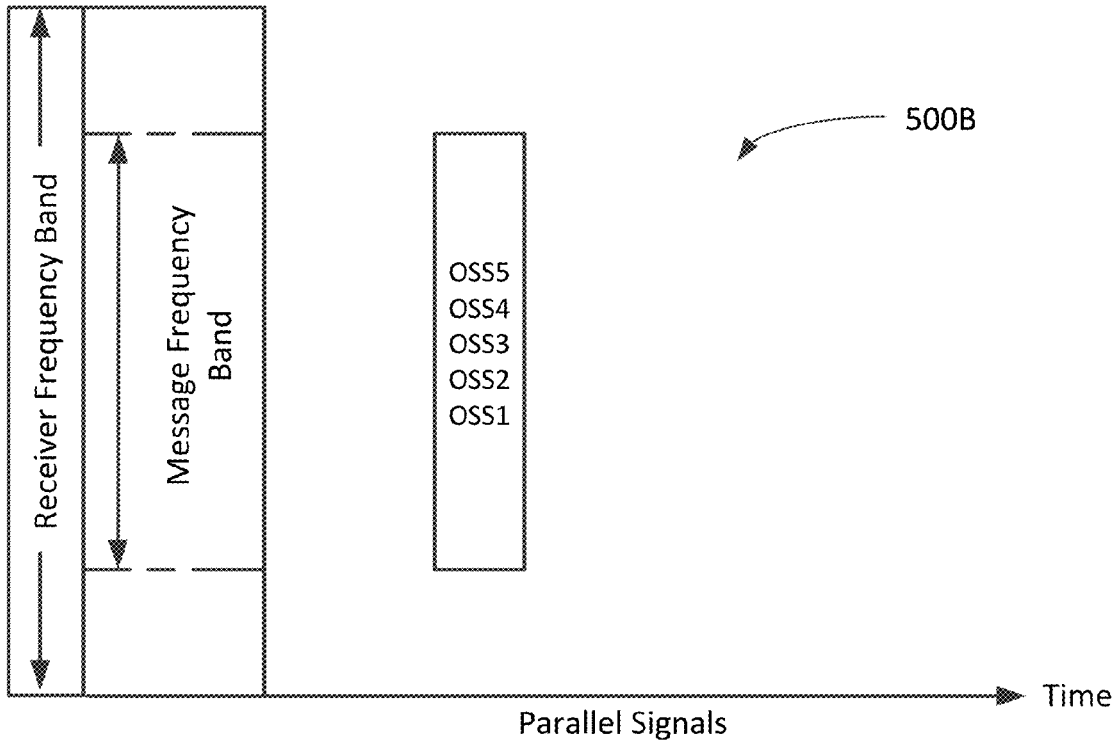 Receiver Frequency Band
Message Frequency
Band
OSS5
OSS4
OSS3
OSS2
OSS1
500B
Time
Parallel Signals